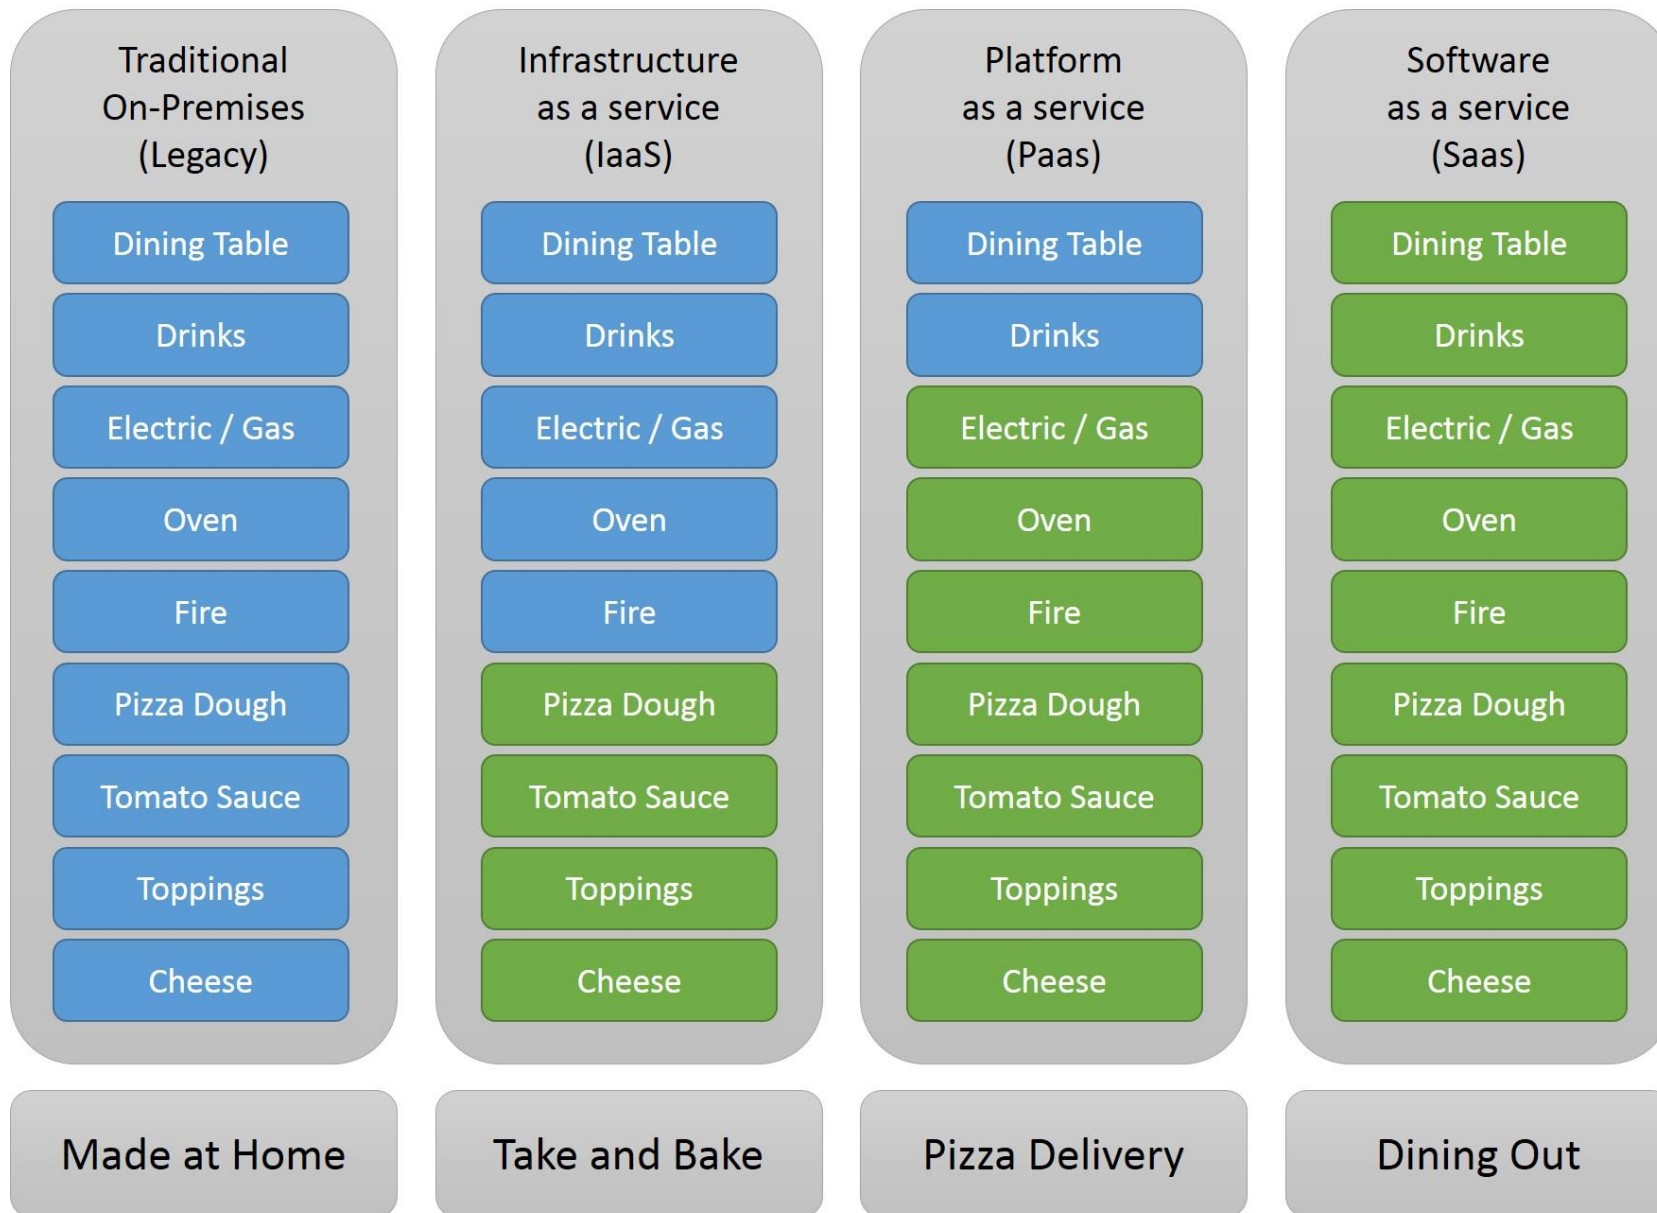 Traditional
On-Premises
(Legacy)
Dining Table
Drinks
Electric / Gas
Oven
Fire
Pizza Dough
Tomato Sauce
Toppings
Cheese
Made at Home
Infrastructure
as a service
(IaaS)
Dining Table
Drinks
Electric / Gas
Oven
Fire
Pizza Dough
Tomato Sauce
Toppings
Cheese
Take and Bake
Platform
as a service
(Paas)
Dining Table
Drinks
Electric / Gas
Oven
Fire
Pizza Dough
Tomato Sauce
Toppings
Cheese
Pizza Delivery
Software
as a service
(Saas)
Dining Table
Drinks
Electric / Gas
Oven
Fire
Pizza Dough
Tomato Sauce
Toppings
Cheese
Dining Out